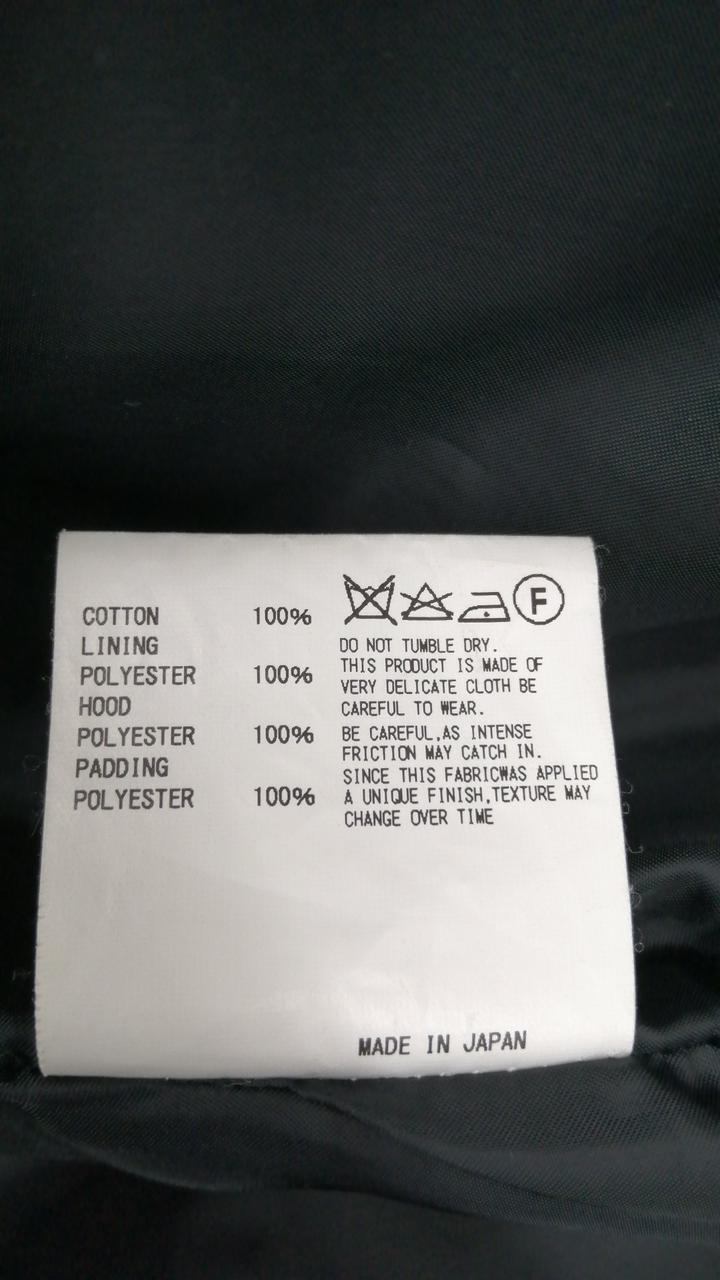 COTTON 100%
LINING
POLYESTER 100%
HOOD
POLYESTER 100%
PADDING
POLYESTER 100%
F
DO NOT TUMBLE DRY.
THIS PRODUCT IS MADE OF
VERY DELICATE CLOTH BE
CAREFUL TO WEAR.
BE CAREFUL,AS INTENSE
FRICTION MAY CATCH IN.
SINCE THIS FABRICWAS APPLIED
A UNIQUE FINISH,TEXTURE MAY
CHANGE OVER TIME
MADE IN JAPAN